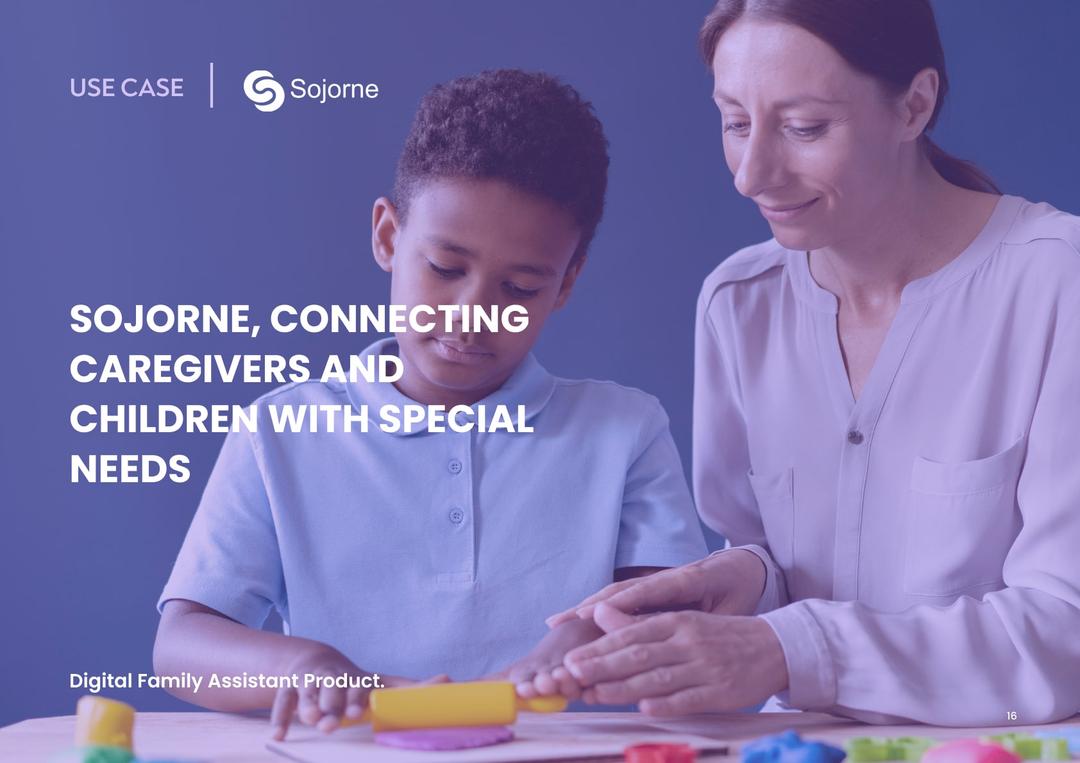 USE CASE
Sojorne
SOJORNE, CONNECTING
CAREGIVERS AND
CHILDREN WITH SPECIAL
NEEDS
Digital Family Assistant Product.
16